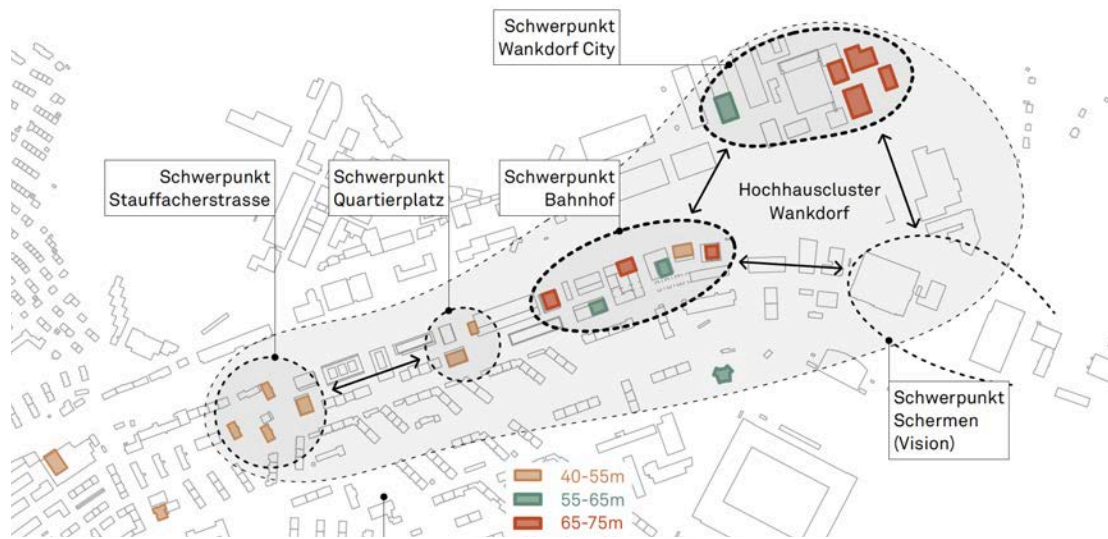 Schwerpunkt
Wankdorf City
Schwerpunkt
Stauffacherstrasse
Schwerpunkt
Quartierplatz
Schwerpunkt
Bahnhof
Hochhauscluster
Wankdorf
Schwerpunkt
Schermen
(Vision)
40-55m
55-65m
65-75m